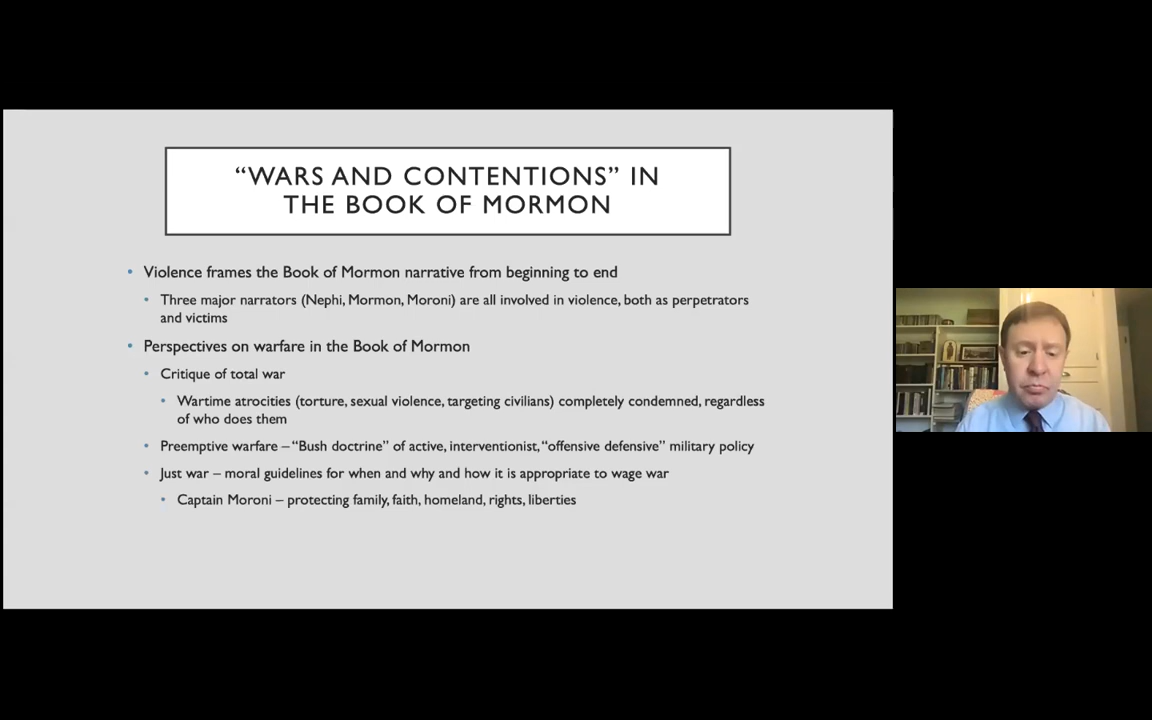 “WARS AND CONTENTIONS” IN
THE BOOK OF MORMON
• Violence frames the Book of Mormon narrative from beginning to end
• Three major narrators (Nephi, Mormon, Moroni) are all involved in violence, both as perpetrators
and victims
• Perspectives on warfare in the Book of Mormon
• Critique of total war
• Wartime atrocities (torture, sexual violence, targeting civilians) completely condemned, regardless
of who does them
• Preemptive warfare – “Bush doctrine” of active, interventionist, “offensive defensive” military policy
• Just war – moral guidelines for when and why and how it is appropriate to wage war
• Captain Moroni – protecting family, faith, homeland, rights, liberties